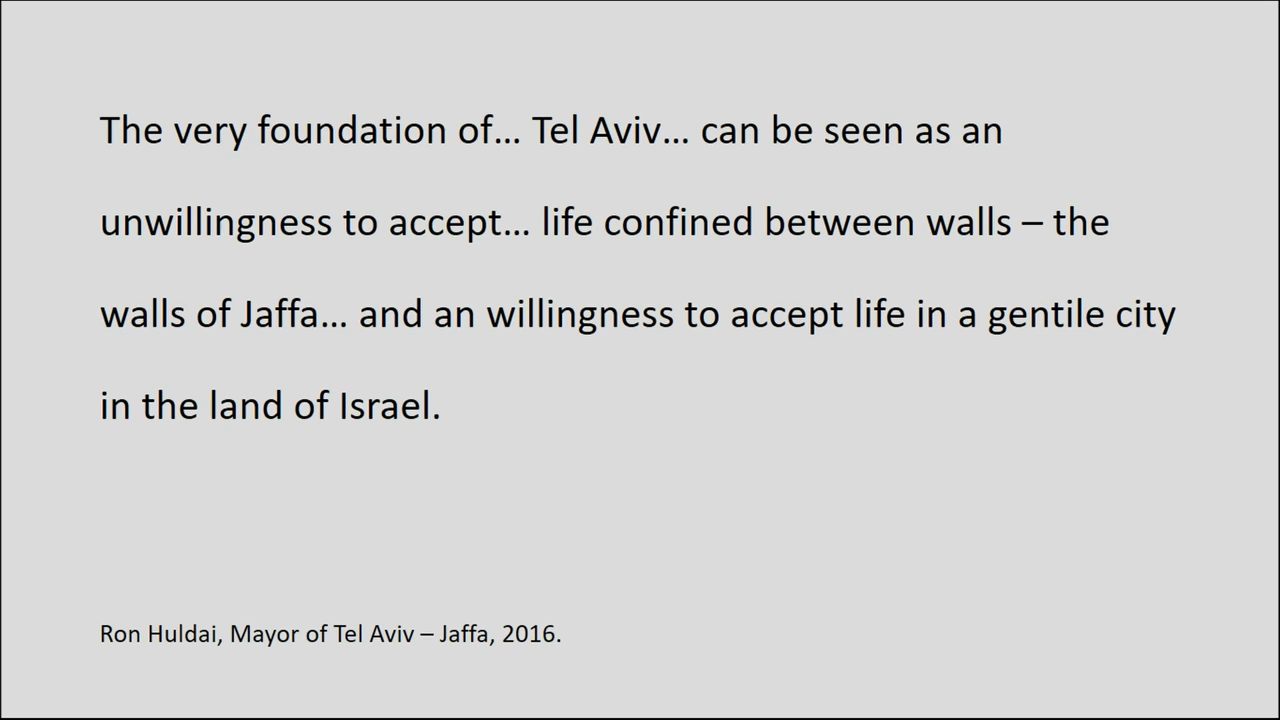 The very foundation of… Tel Aviv… can be seen as an
unwillingness to accept… life confined between walls – the
walls of Jaffa… and an willingness to accept life in a gentile city
in the land of Israel.
Ron Huldai, Mayor of Tel Aviv – Jaffa, 2016.